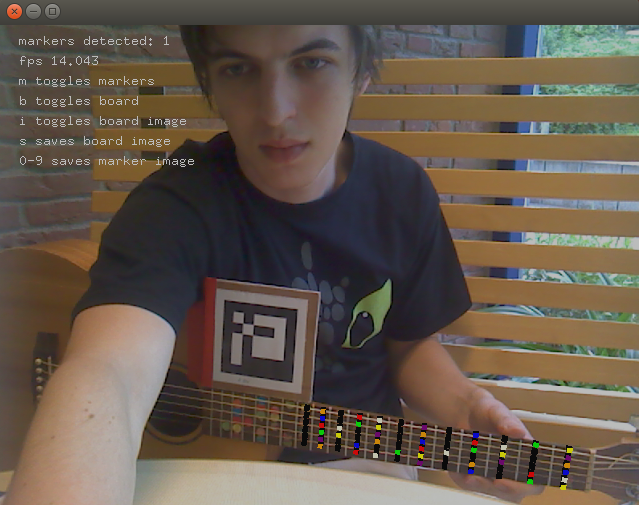 markers detected: 1
fps 14.043
m toggles markers
b toggles board
i toggles board image
s saves board image
0-9 saves marker image